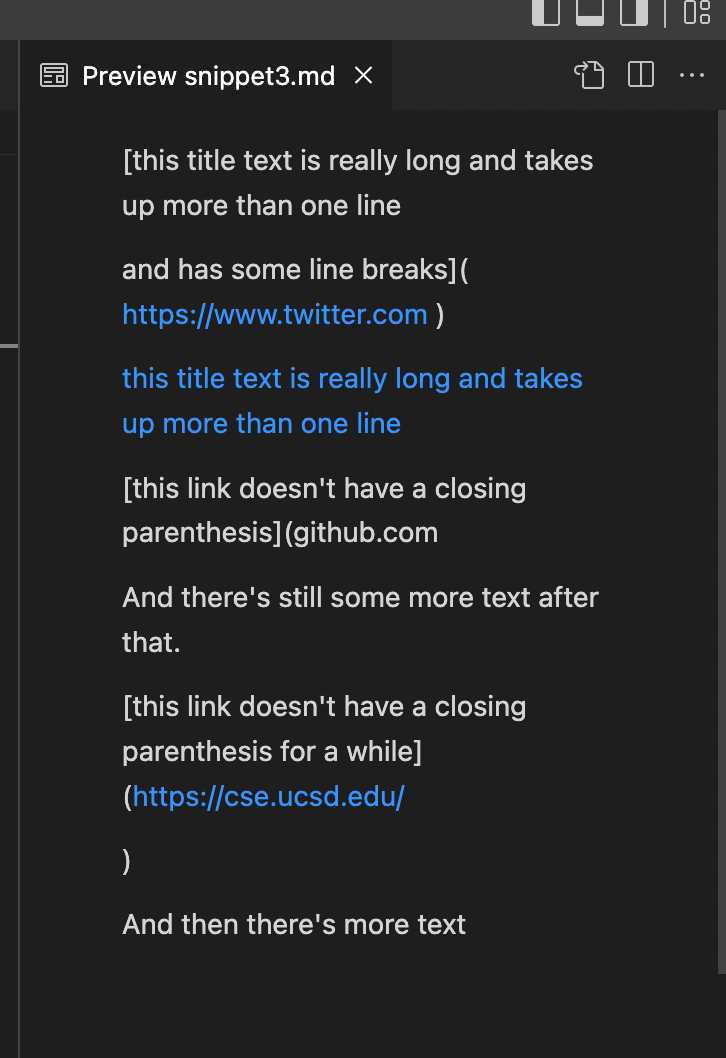 Preview snippet3.md
[this title text is really long and takes
up more than one line
and has some line breaks](
https://www.twitter.com )
this title text is really long and takes
up more than one line
[this link doesn't have a closing
parenthesis](github.com
And there's still some more text after
that.
[this link doesn't have a closing
parenthesis for a while]
(https://cse.ucsd.edu/
)
And then there's more text